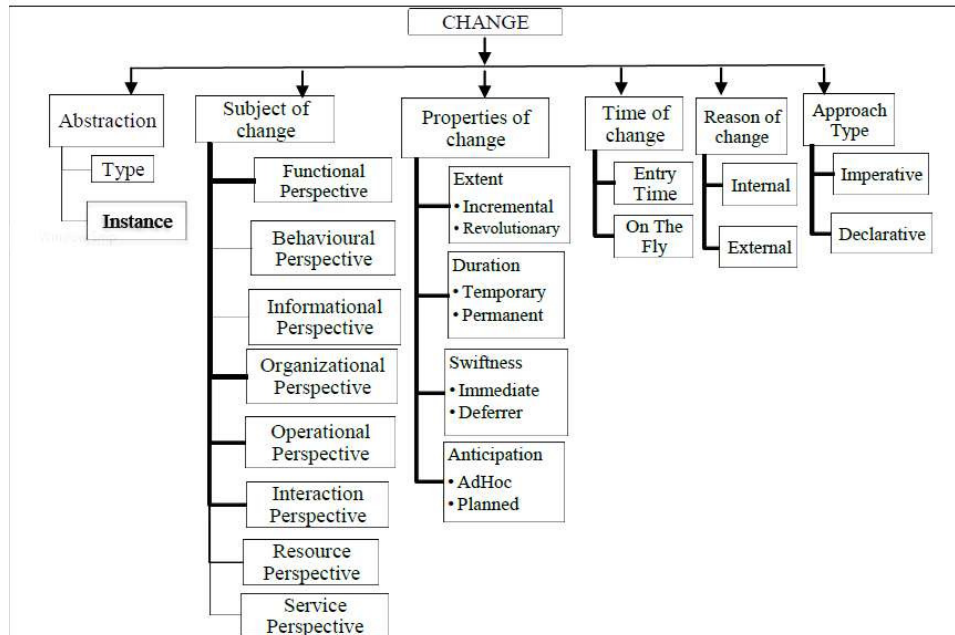 CHANGE
Abstraction
Type
Instance
Subject of
change
Functional
Perspective
Behavioural
Perspective
Informational
Perspective
Organizational
Perspective
Operational
Perspective
Interaction
Perspective
Resource
Perspective
Service
Perspective
Properties of
change
Extent
• Incremental
• Revolutionary
Duration
• Temporary
• Permanent
Swiftness
• Immediate
• Deferrer
Anticipation
• AdHoc
• Planned
Time of
change
Entry
Time
On The
Fly
Reason of
change
Internal
External
Approach
Type
Imperative
Declarative